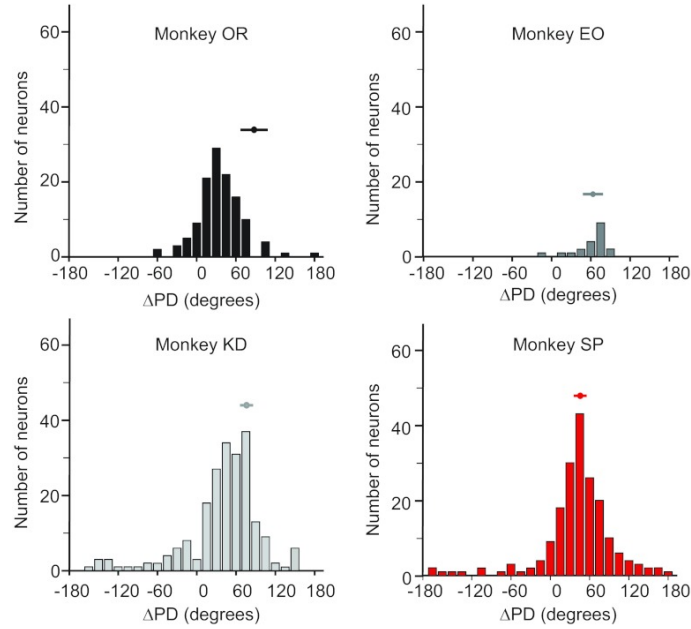 Monkey OR
Number of neurons
60
40
20
0
-180 -120 -60 0 60 120 180
ΔPD (degrees)
Monkey EO
Number of neurons
60
40
20
0
-180 -60 0 60 120 180
ΔPD (degrees)
Monkey KD
Number of neurons
60
40
20
0
-180 -120 -60 0 60 120 180
ΔPD (degrees)
Monkey SP
Number of neurons
60
40
20
0
-180 -120 -60 0 60 120 180
ΔPD (degrees)